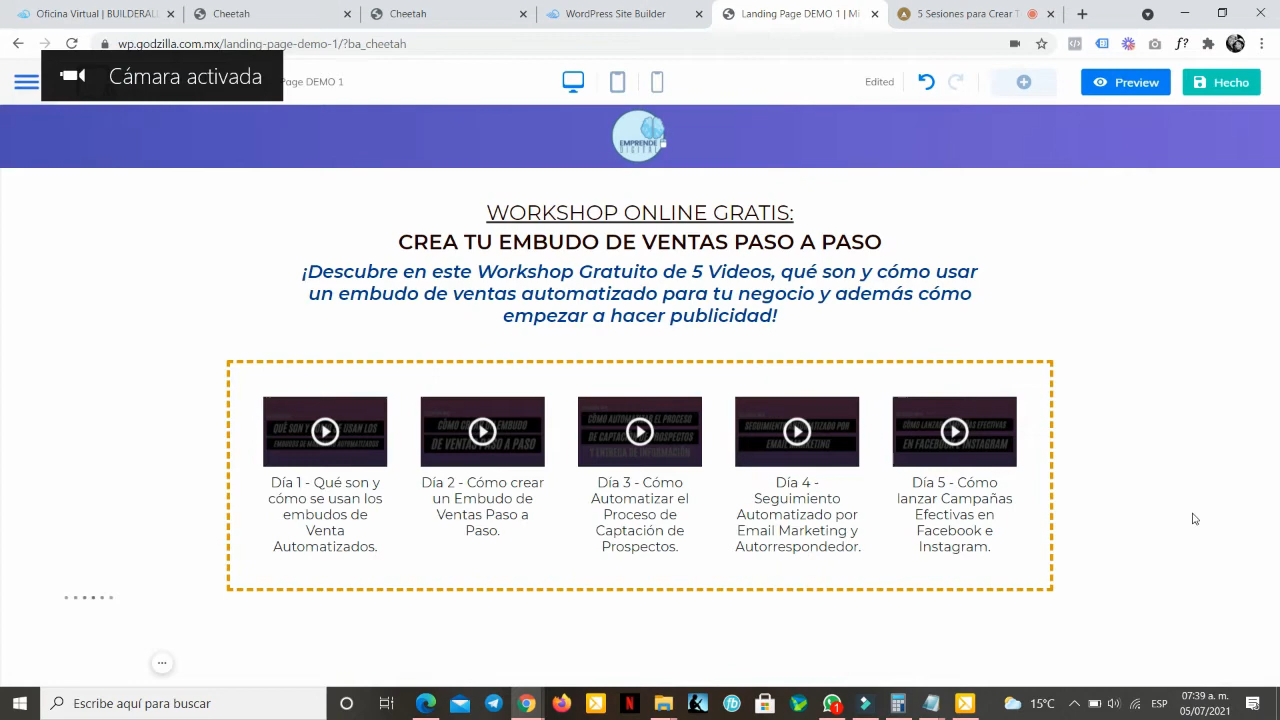 Oficina Virtual | BUILDERALL
Cheetah
Cheetah
WordPress Site Builder
Landing Page DEMO 1 | Mi
5 Sesiones para Crear T
wp.godzilla.com.mx/landing-page-demo-1/?ba_cheetah
f?
Cámara activada
Page DEMO 1
Edited
Preview
Hecho
EMPRENDE
DIGITAL
WORKSHOP ONLINE GRATIS:
CREA TU EMBUDO DE VENTAS PASO A PASO
¡Descubre en este Workshop Gratuito de 5 Videos, qué son y cómo usar
un embudo de ventas automatizado para tu negocio y además cómo
empezar a hacer publicidad!
Día 1 - Qué son y
cómo se usan los
embudos de
Venta
Automatizados.
Día 2 - Cómo crear
un Embudo de
Ventas Paso a
Paso.
Día 3 - Cómo
Automatizar el
Proceso de
Captación de
Prospectos.
Día 4 -
Seguimiento
Automatizado por
Email Marketing y
Autorrespondedor.
Día 5 - Cómo
lanzar Campañas
Efectivas en
Facebook e
Instagram.
Escribe aquí para buscar
1
15°C
ESP
07:39 a. m.
05/07/2021